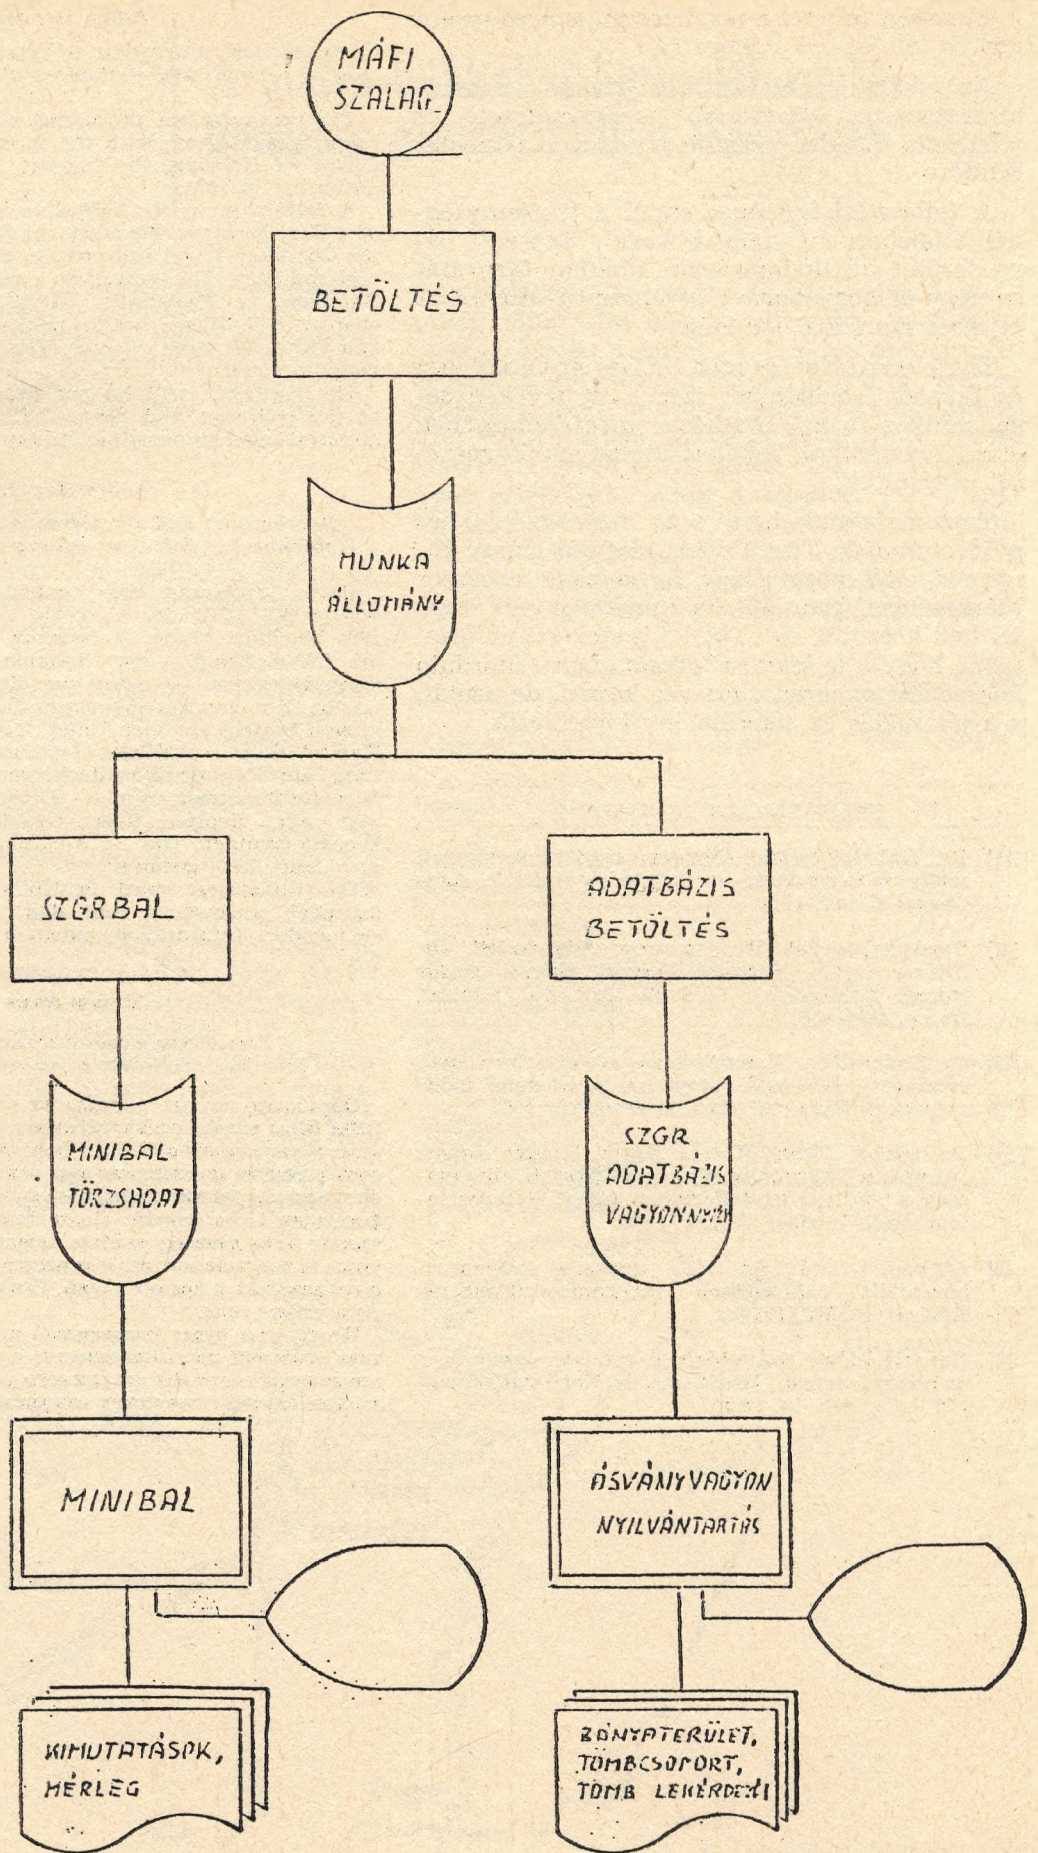 MÁFI
SZALAG
BETÖLTÉS
MUNKA
ÁLLOMÁNY
SZGRBAL
ADATBÁZIS
BETÖLTÉS
MINIBAL
TÖRZSADAT
SZGR
ADATBÁZIS
MINIBAL
ÁSVÁNYVAGYON
NYILVÁNTARTÁS
KIMUTATÁSOK,
MÉRLEG
BÁNYATERÜLET,
TÖMBCSOPORT,
TÖMB